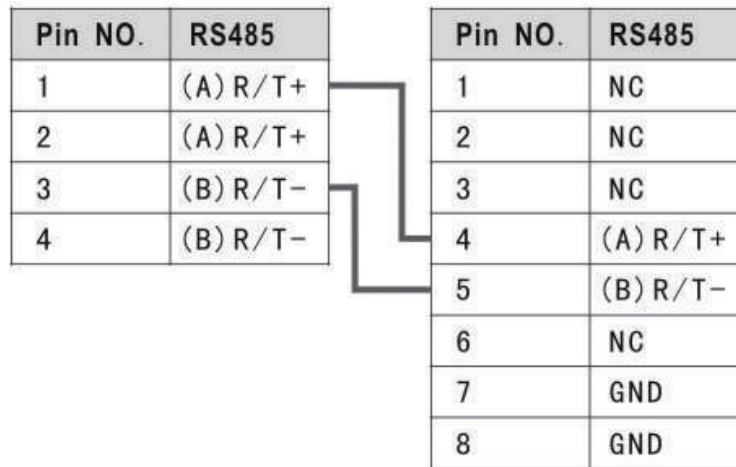 Pin NO. RS485
1 (A)R/T+
2 (A)R/T+
3 (B)R/T-
4 (B)R/T-
Pin NO. RS485
1 NC
2 NC
3 NC
4 (A)R/T+
5 (B)R/T-
6 NC
7 GND
8 GND